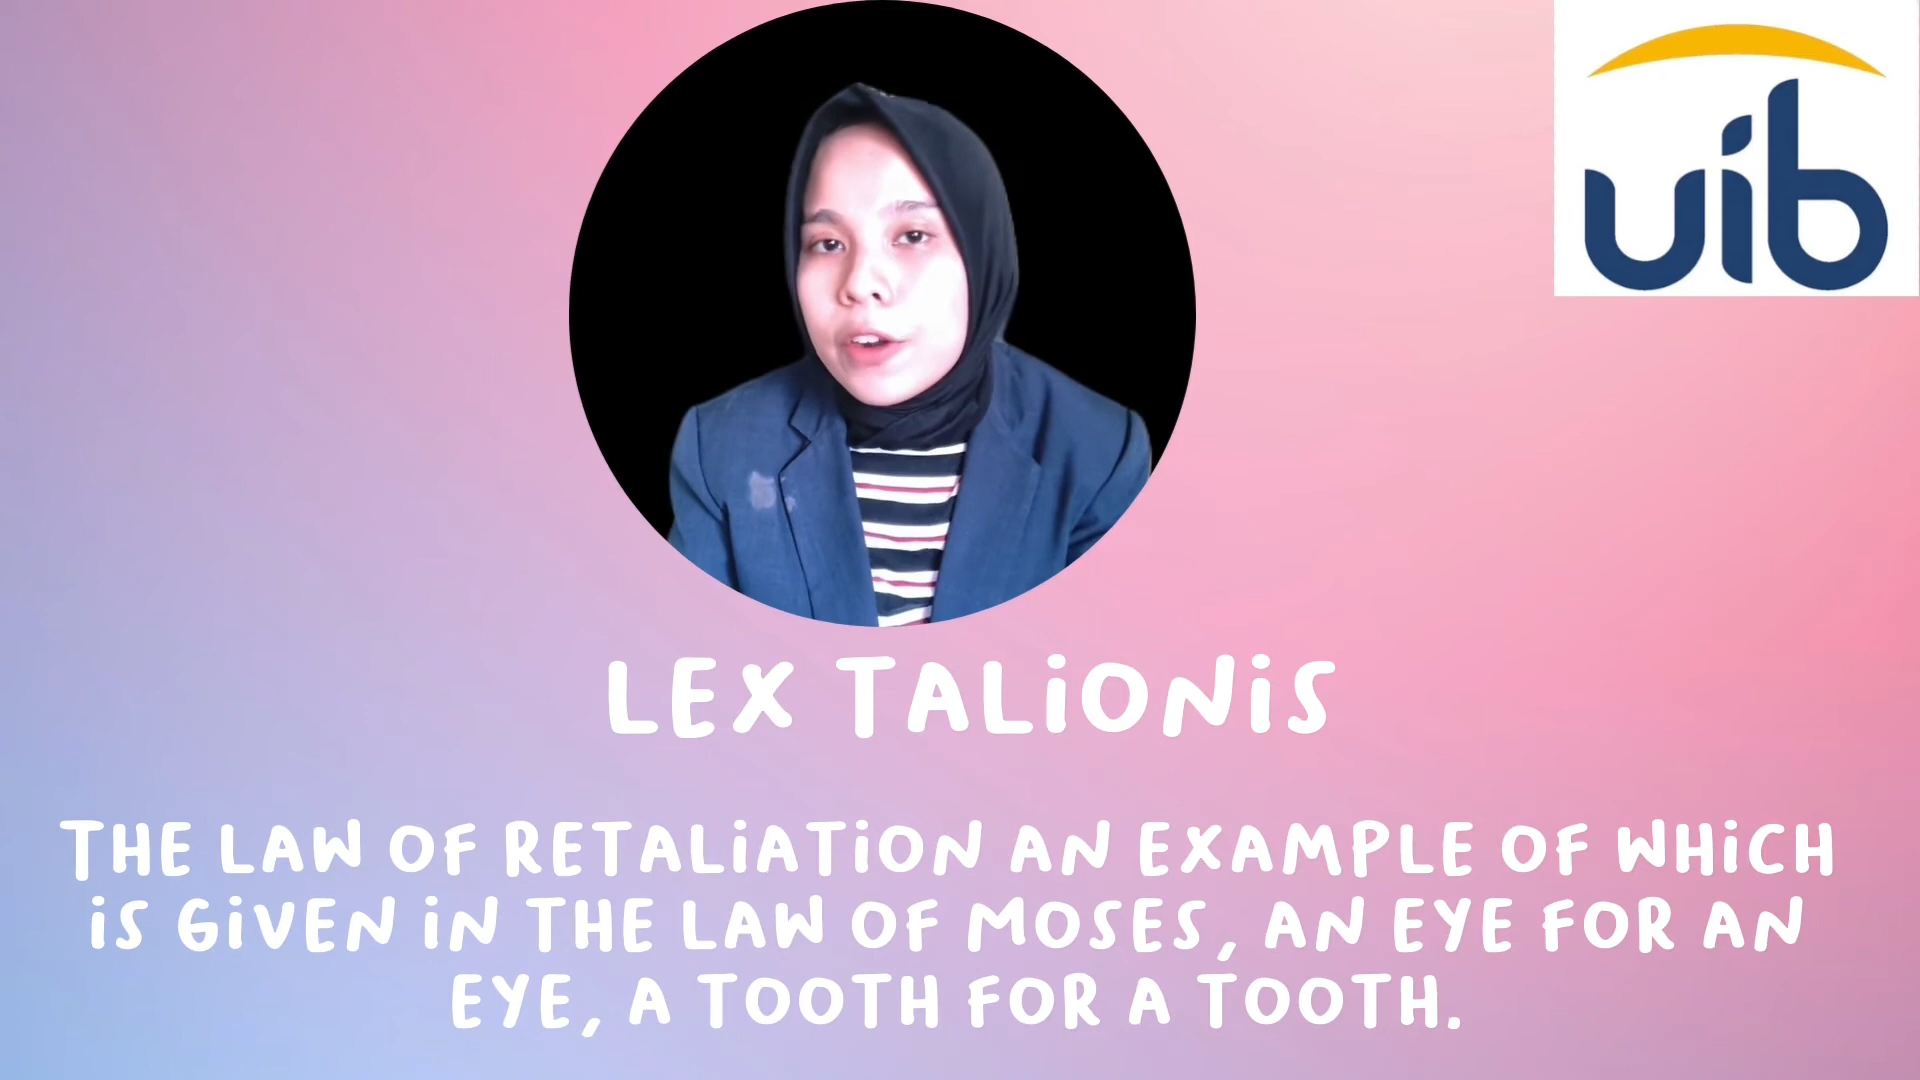 uib
LEX TALiONiS
THE LAW OF RETALiATiON AN EXAMPLE OF WHiCH
iS GiVEN iN THE LAW OF MOSES, AN EYE FOR AN
EYE, A TOOTH FOR A TOOTH.